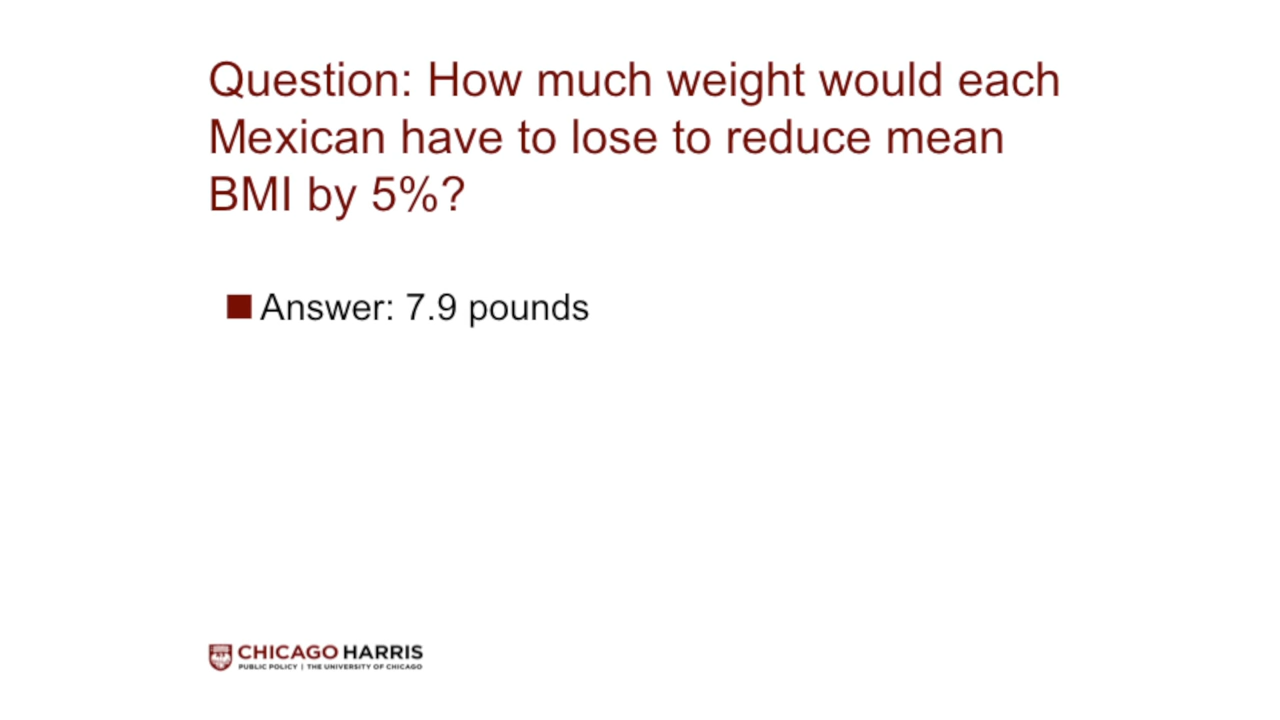 Question: How much weight would each
Mexican have to lose to reduce mean
BMI by 5%?
Answer: 7.9 pounds
CHICAGO HARRIS
PUBLIC POLICY | THE UNIVERSITY OF CHICAGO